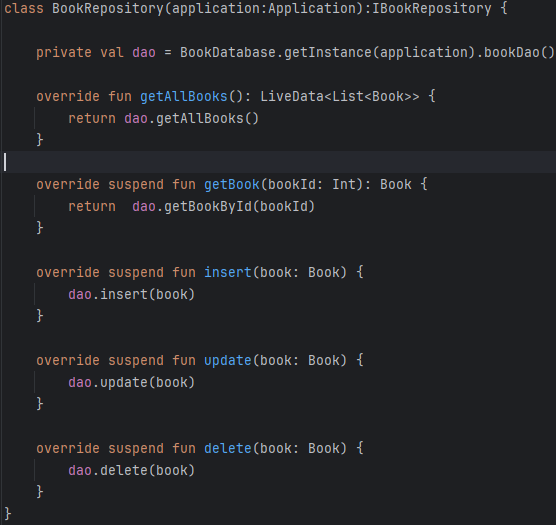 class BookRepository(application:Application):IBookRepository {
private val dao = BookDatabase.getInstance(application).bookDao()
override fun getAllBooks(): LiveData<List<Book>> {
return dao.getAllBooks()
}
override suspend fun getBook(bookId: Int): Book {
return  dao.getBookById(bookId)
}
override suspend fun insert(book: Book) {
dao.insert(book)
}
override suspend fun update(book: Book) {
dao.update(book)
}
override suspend fun delete(book: Book) {
dao.delete(book)
}
}